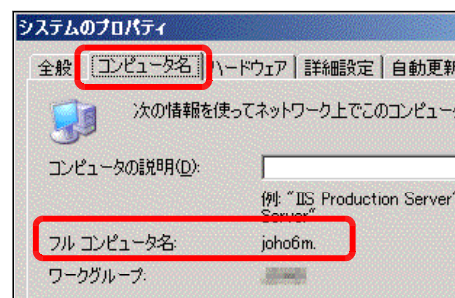 システムのプロパティ
全般 コンピュータ名 ハードウェア 詳細設定 自動更新
次の情報を使ってネットワーク上でこのコンピュー
コンピュータの説明(D):
例: "IIS Production Server"
Server"
フル コンピュータ名: joho6m.
ワークグループ: